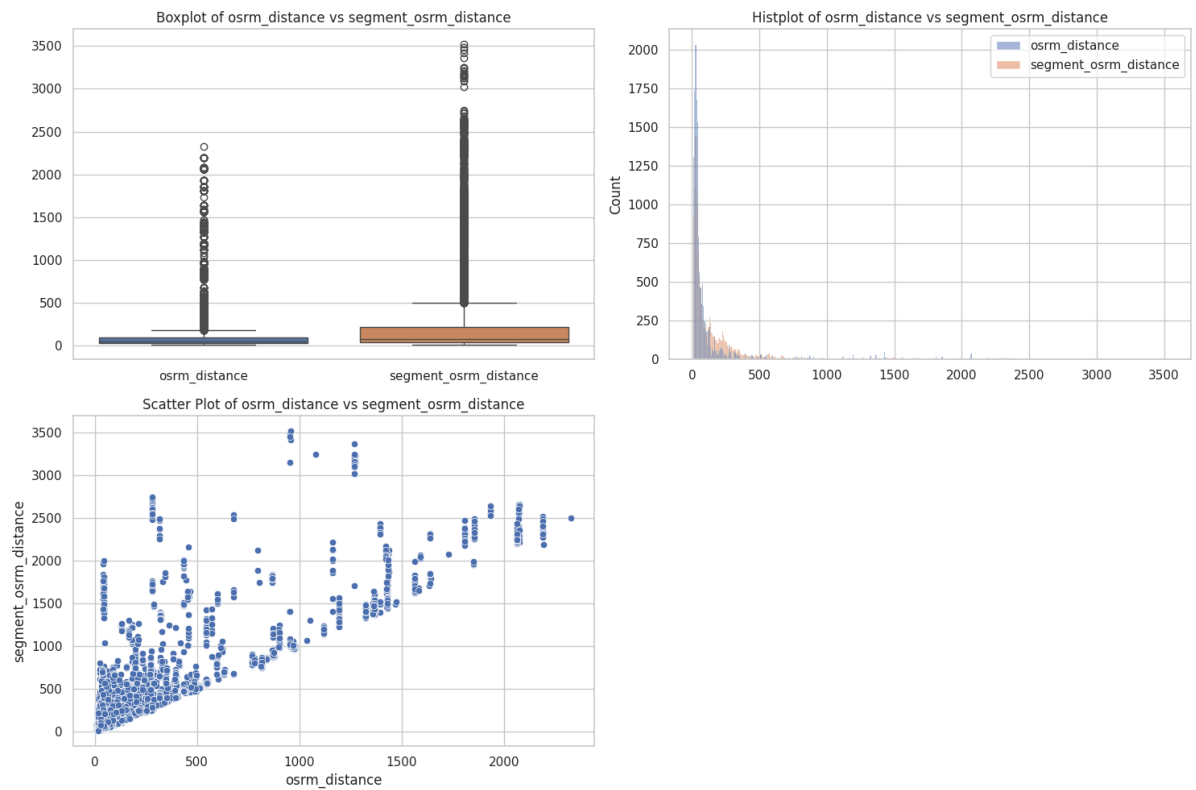 Boxplot of osrm_distance vs segment_osrm_distance
3500
3000
2500
2000
1500
1000
500
0
osrm_distance
segment_osrm_distance
Histplot of osrm_distance vs segment_osrm_distance
osrm_distance
segment_osrm_distance
Count
2000
1750
1500
1250
1000
750
500
250
0
0 500 1000 1500 2000 2500 3000 3500
Scatter Plot of osrm_distance vs segment_osrm_distance
segment_osrm_distance
3500
3000
2500
2000
1500
1000
500
0
0 500 1000 1500 2000
osrm_distance